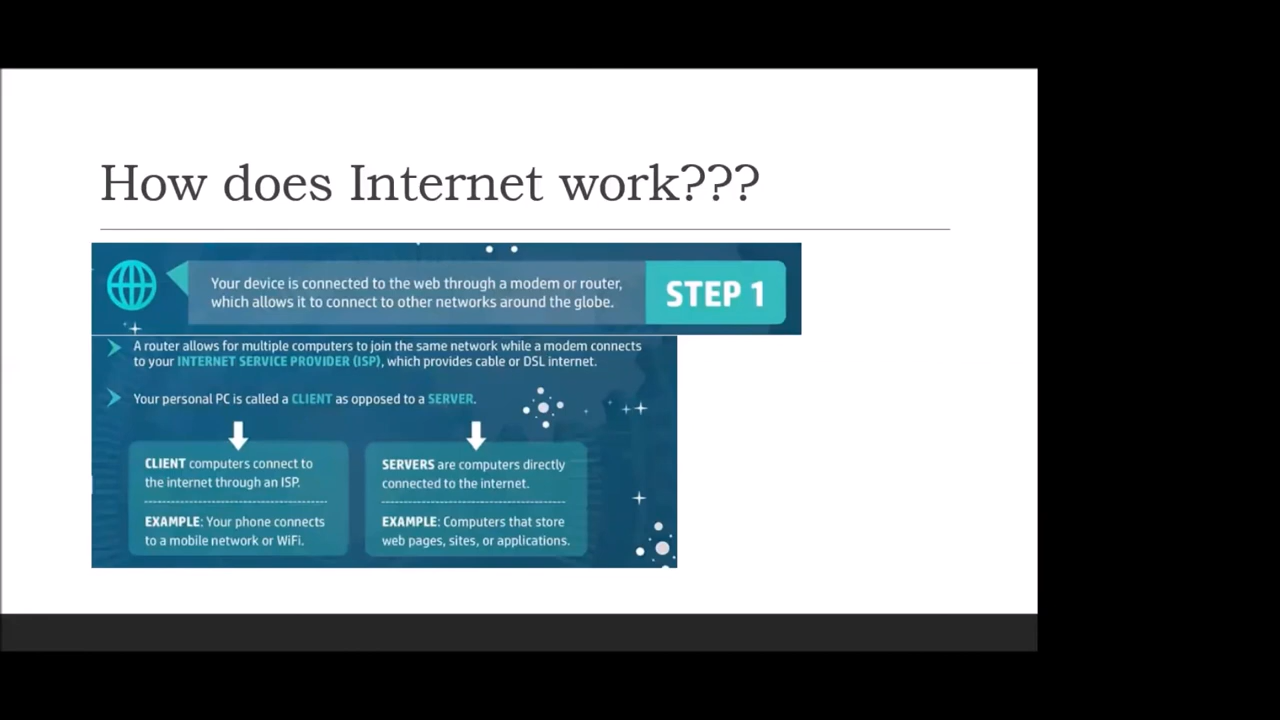 How does Internet work???
Your device is connected to the web through a modem or router,
which allows it to connect to other networks around the globe.
STEP 1
A router allows for multiple computers to join the same network while a modem connects
to your INTERNET SERVICE PROVIDER (ISP), which provides cable or DSL internet.
Your personal PC is called a CLIENT as opposed to a SERVER.
CLIENT computers connect to
the internet through an ISP.
EXAMPLE: Your phone connects
to a mobile network or WiFi.
SERVERS are computers directly
connected to the internet.
EXAMPLE: Computers that store
web pages, sites, or applications.